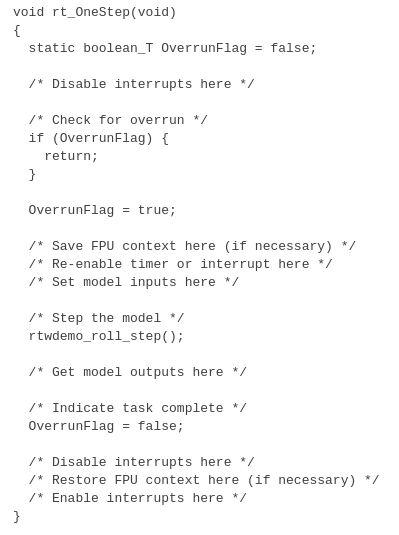 void rt_OneStep(void)
{
  static boolean_T OverrunFlag = false;

  /* Disable interrupts here */

  /* Check for overrun */
  if (OverrunFlag) {
    return;
  }

  OverrunFlag = true;

  /* Save FPU context here (if necessary) */
  /* Re-enable timer or interrupt here */
  /* Set model inputs here */

  /* Step the model */
  rtwdemo_roll_step();

  /* Get model outputs here */

  /* Indicate task complete */
  OverrunFlag = false;

  /* Disable interrupts here */
  /* Restore FPU context here (if necessary) */
  /* Enable interrupts here */
}